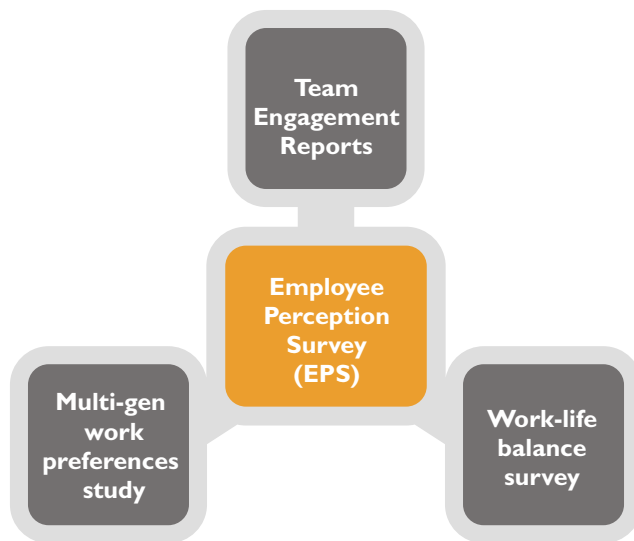 Team
Engagement
Reports
Employee
Perception
Survey
(EPS)
Multi-gen
work
preferences
study
Work-life
balance
survey